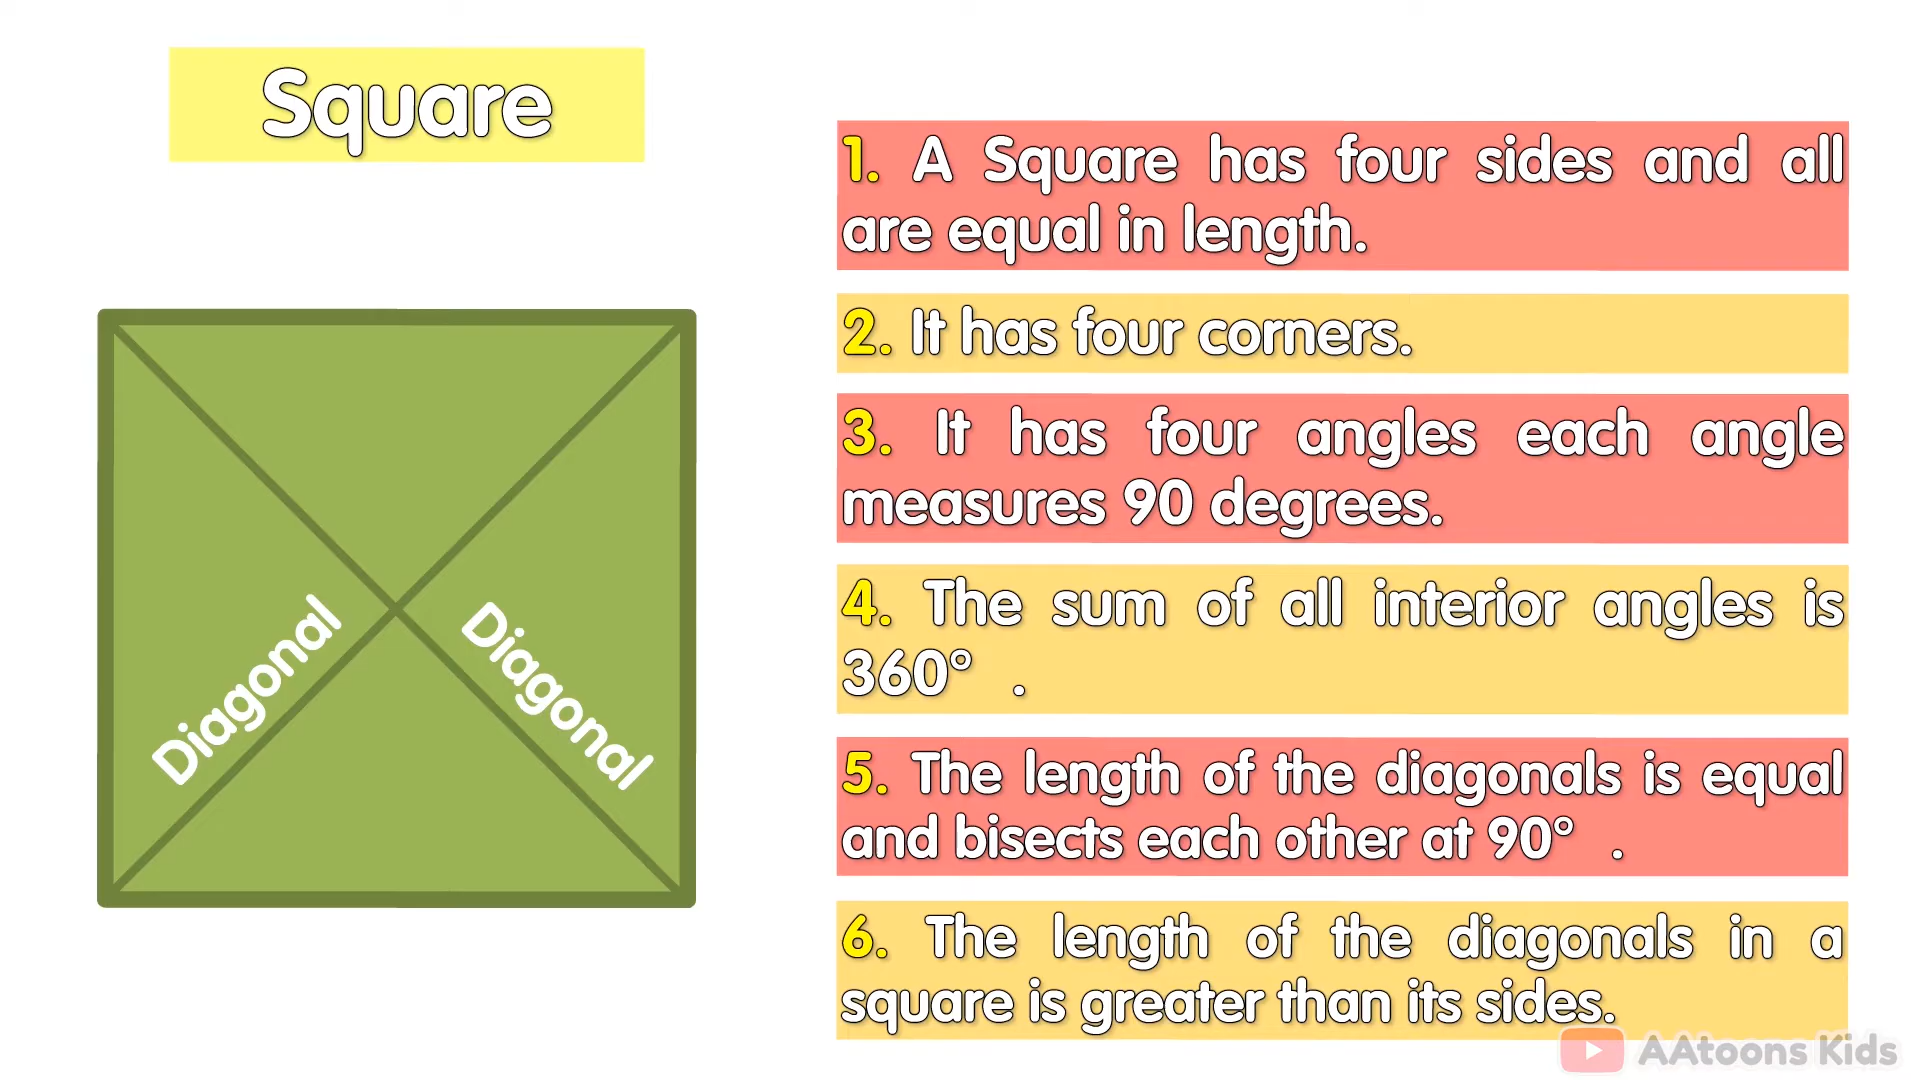 Square
1. A Square has four sides and all
are equal in length.
2. It has four corners.
3. It has four angles each angle
measures 90 degrees.
4. The sum of all interior angles is
360° .
5. The length of the diagonals is equal
and bisects each other at 90° .
6. The length of the diagonals in a
square is greater than its sides.
Diagonal
Diagonal
AAtoons Kids